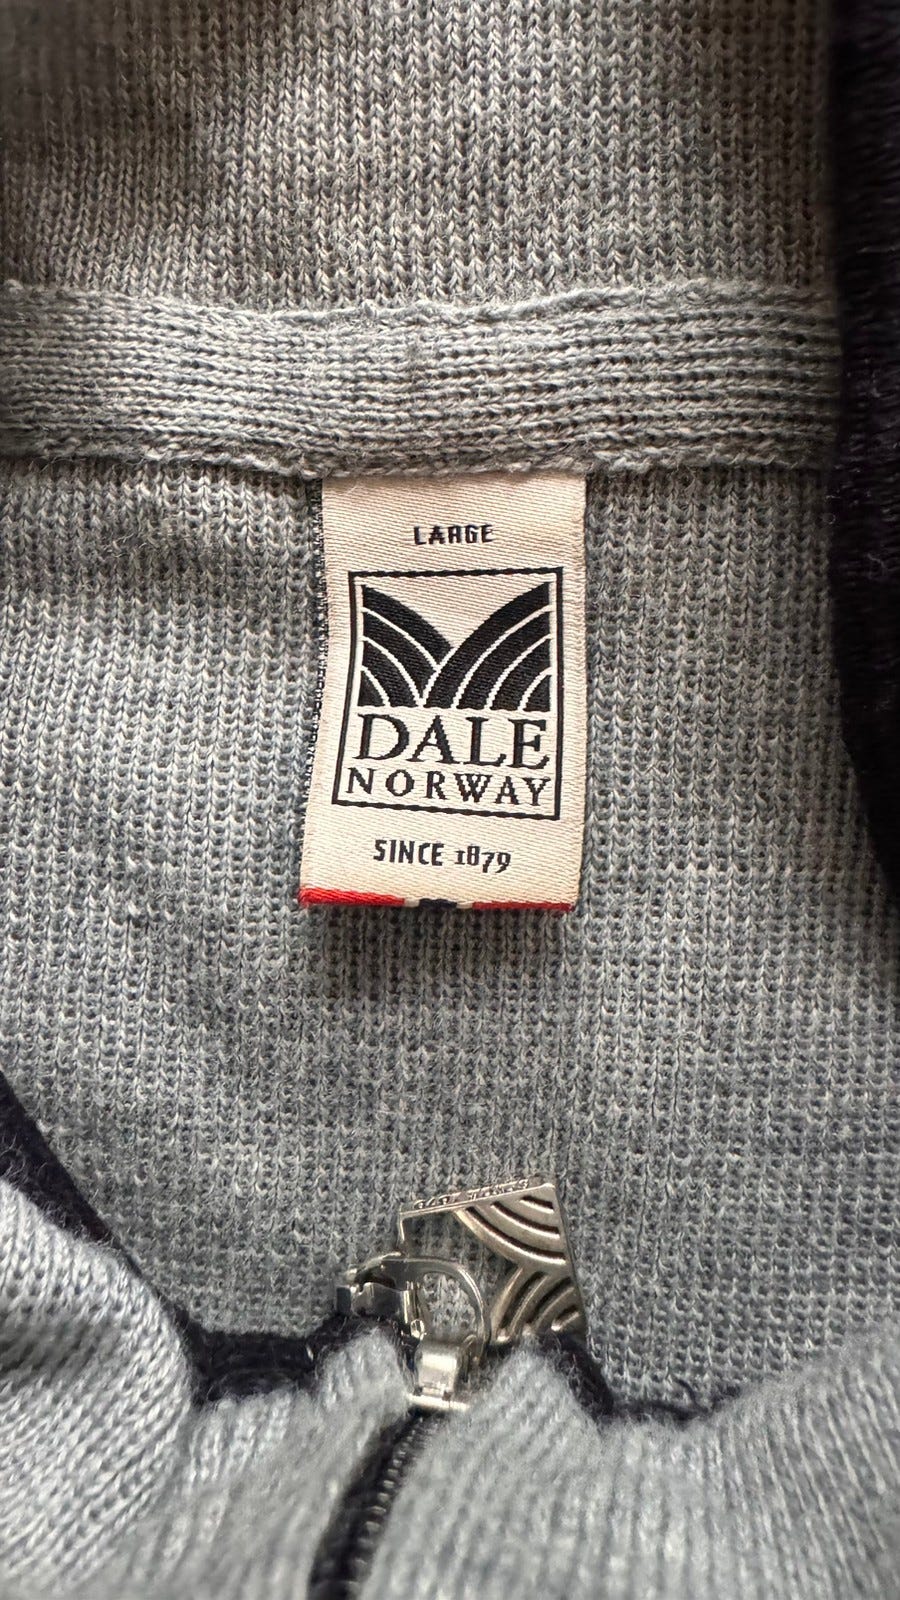 LARGE
DALE
NORWAY
SINCE 1879